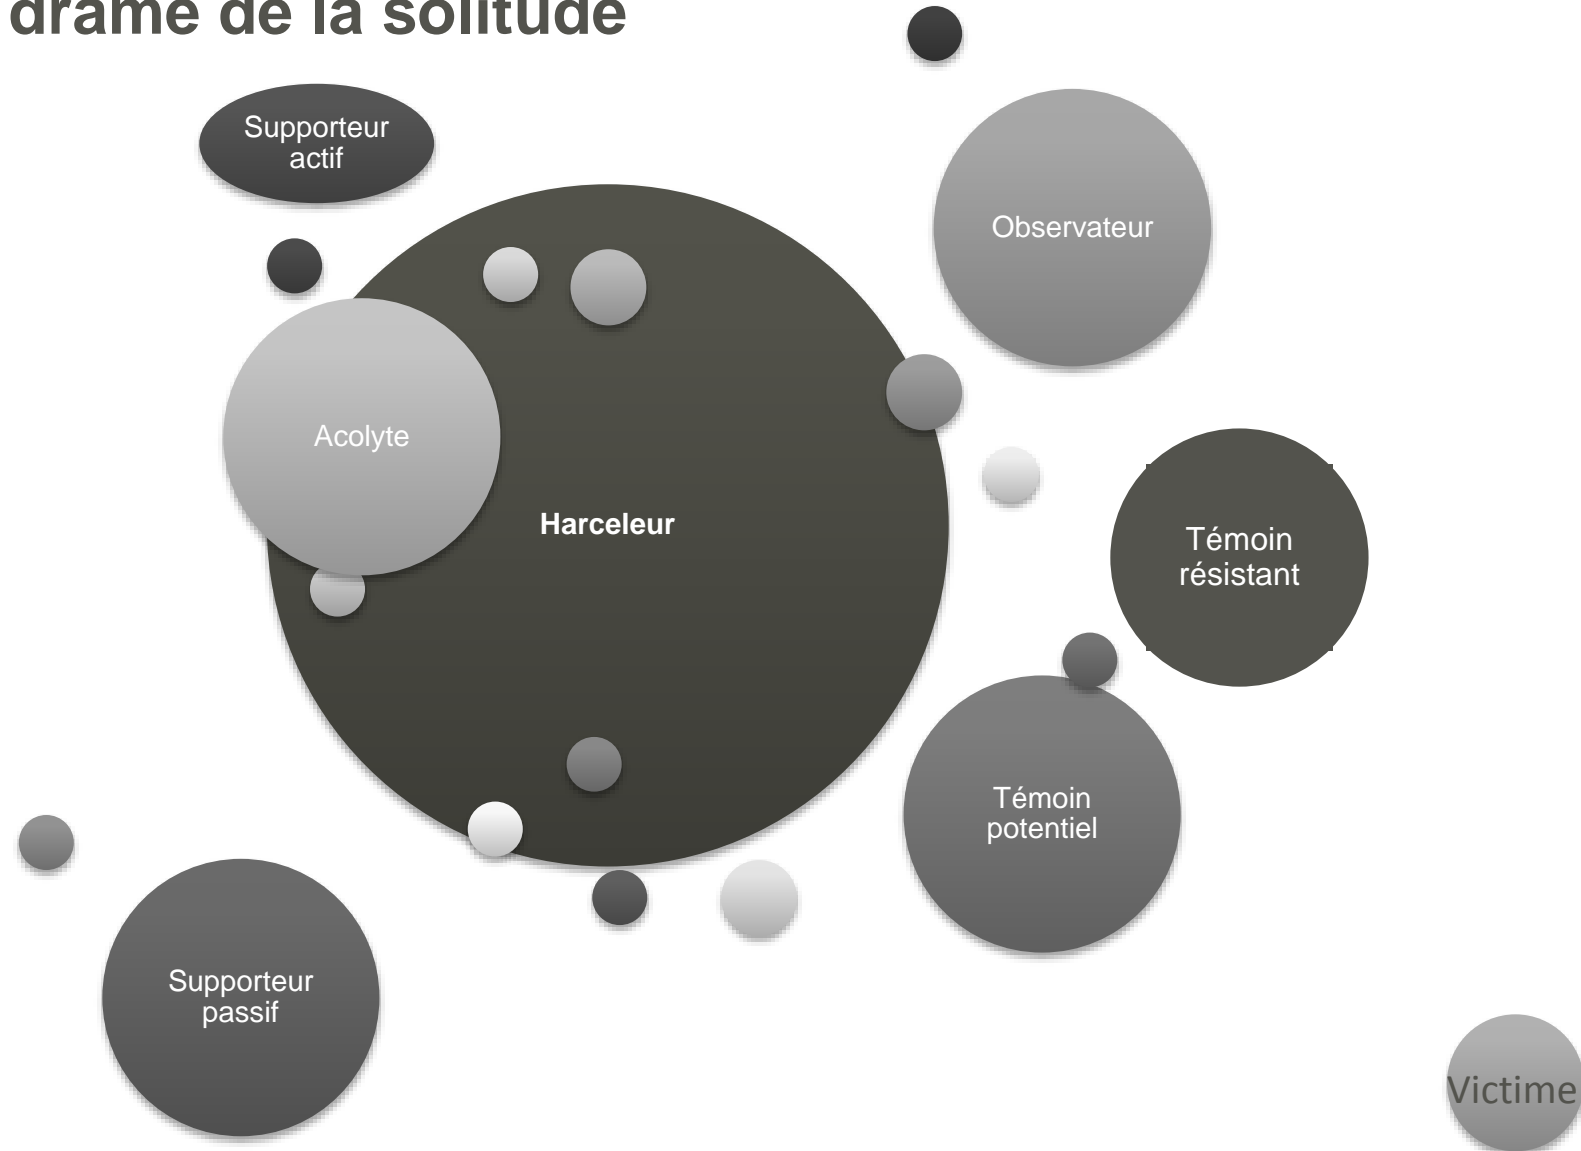 drame de la solitude
Supporteur
actif
Observateur
Acolyte
Harceleur
Témoin
résistant
Témoin
potentiel
Supporteur
passif
Victime